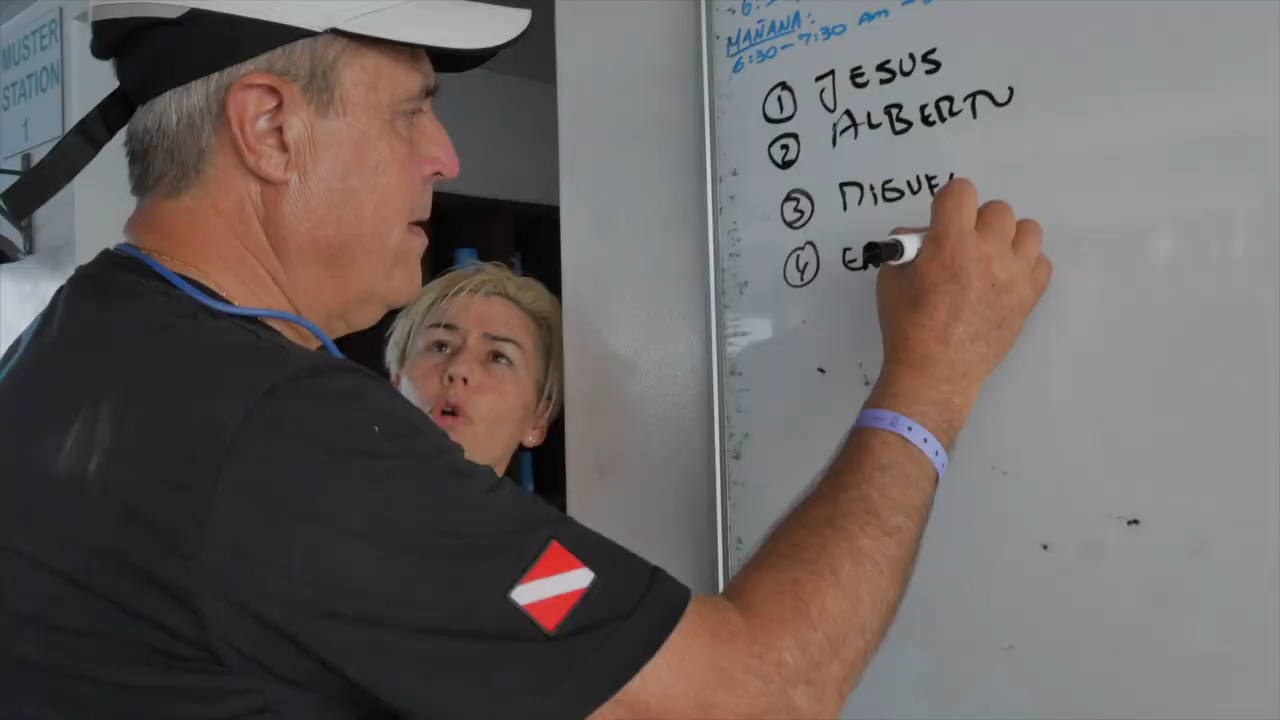 MUSTER
STATION
1
MAÑANA:
6:30-7:30 AM
① JESUS
② ALBERTO
③ MIGUEL
④